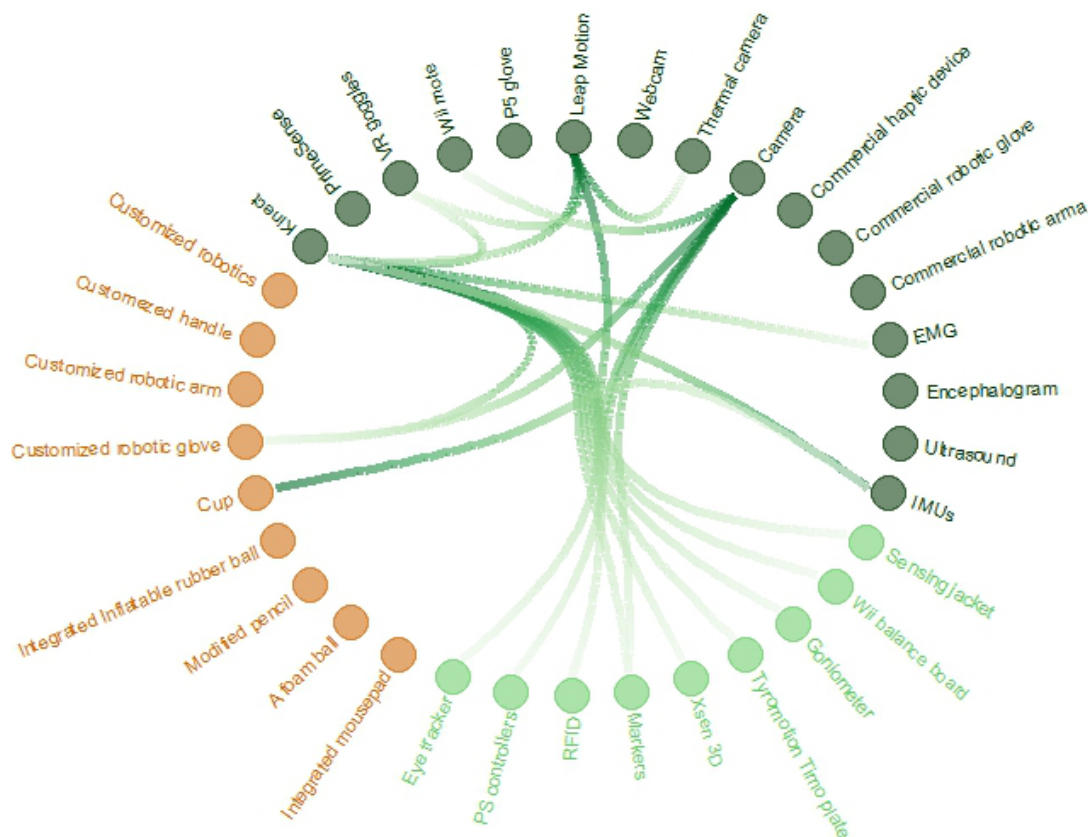 Kinect
PrimeSense
VR goggles
Wii mote
P5 glove
Leap Motion
Webcam
Thermal camera
Camera
Commercial haptic device
Commercial robotic glove
Commercial robotic arma
EMG
Encephalogram
Ultrasound
IMUs
Sensing jacket
Wii balance board
Goniometer
Tyromotion Timo plate
Xsen 3D
Markers
RFID
PS controllers
Eye tracker
Integrated mousepad
A foam ball
Modified pencil
Integrated Inflatable rubber ball
Cup
Customized robotic glove
Customized robotic arm
Customezed handle
Customized robotics